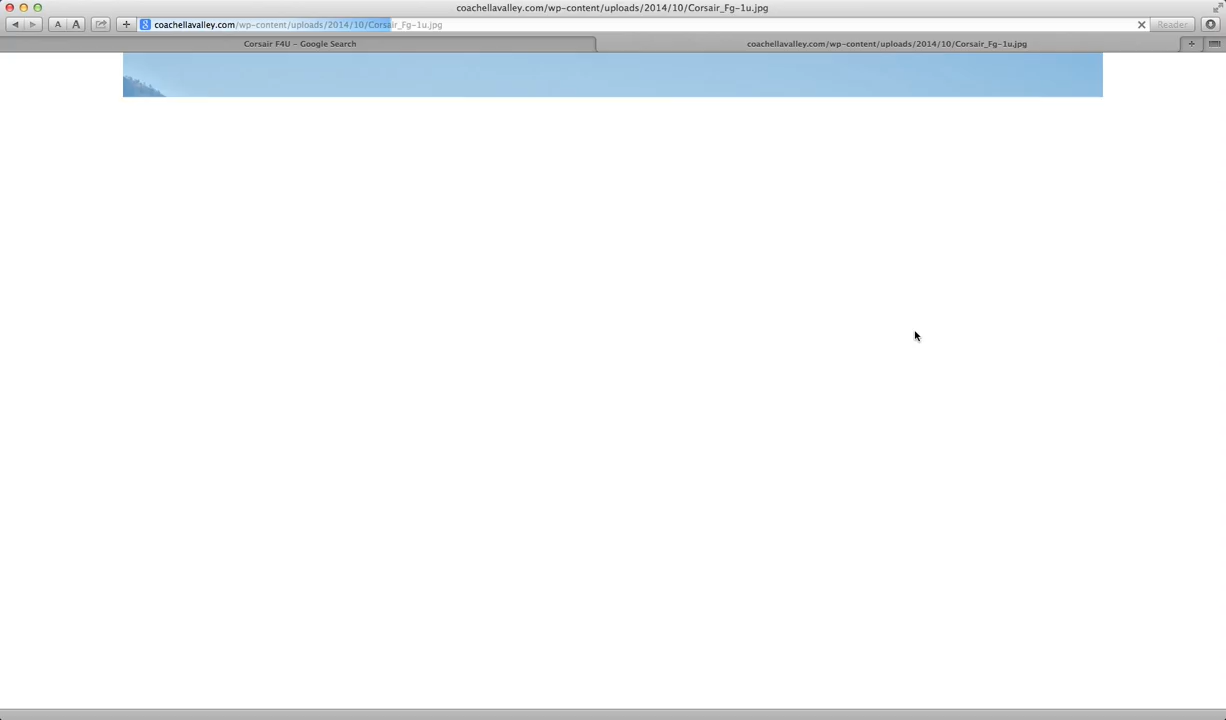 coachellavalley.com/wp-content/uploads/2014/10/Corsair_Fg-1u.jpg
A A + coachellavalley.com/wp-content/uploads/2014/10/Corsair_Fg-1u.jpg Reader
Corsair F4U - Google Search coachellavalley.com/wp-content/uploads/2014/10/Corsair_Fg-1u.jpg +